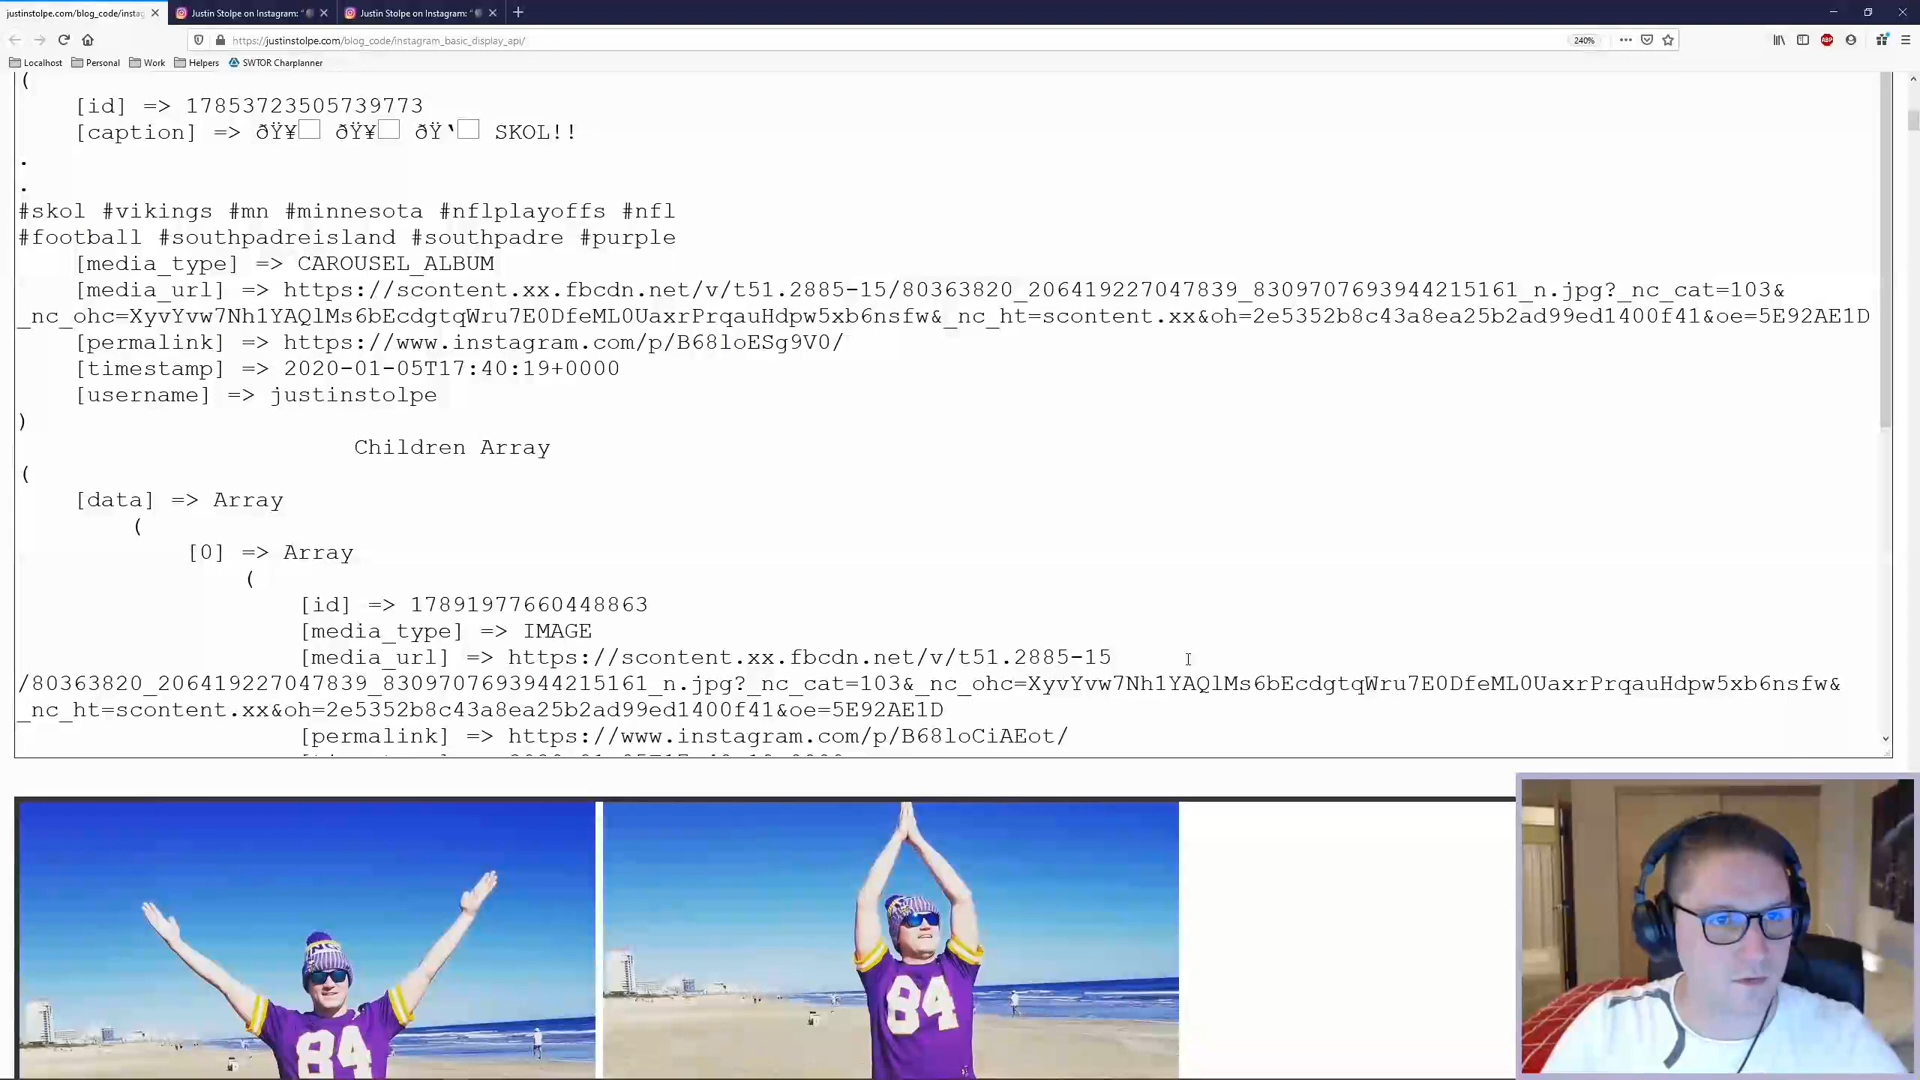 justinstolpe.com/blog_code/instag
Justin Stolpe on Instagram: "
Justin Stolpe on Instagram: "
https://justinstolpe.com/blog_code/instagram_basic_display_api/
240%
Localhost
Personal
Work
Helpers
SWTOR Charplanner
(
[id] => 17853723505739773
[caption] => ðŸ¥□ ðŸ¥□ ðŸ‘□ SKOL!!
.
.
#skol #vikings #mn #minnesota #nflplayoffs #nfl
#football #southpadreisland #southpadre #purple
[media_type] => CAROUSEL_ALBUM
[media_url] => https://scontent.xx.fbcdn.net/v/t51.2885-15/80363820_206419227047839_8309707693944215161_n.jpg?_nc_cat=103&
_nc_ohc=XyvYvw7Nh1YAQlMs6bEcdgtqWru7E0DfeML0UaxrPrqauHdpw5xb6nsfw&_nc_ht=scontent.xx&oh=2e5352b8c43a8ea25b2ad99ed1400f41&oe=5E92AE1D
[permalink] => https://www.instagram.com/p/B68loESg9V0/
[timestamp] => 2020-01-05T17:40:19+0000
[username] => justinstolpe
)
Children Array
(
[data] => Array
(
[0] => Array
(
[id] => 17891977660448863
[media_type] => IMAGE
[media_url] => https://scontent.xx.fbcdn.net/v/t51.2885-15
/80363820_206419227047839_8309707693944215161_n.jpg?_nc_cat=103&_nc_ohc=XyvYvw7Nh1YAQlMs6bEcdgtqWru7E0DfeML0UaxrPrqauHdpw5xb6nsfw&
_nc_ht=scontent.xx&oh=2e5352b8c43a8ea25b2ad99ed1400f41&oe=5E92AE1D
[permalink] => https://www.instagram.com/p/B68loCiAEot/
84
84